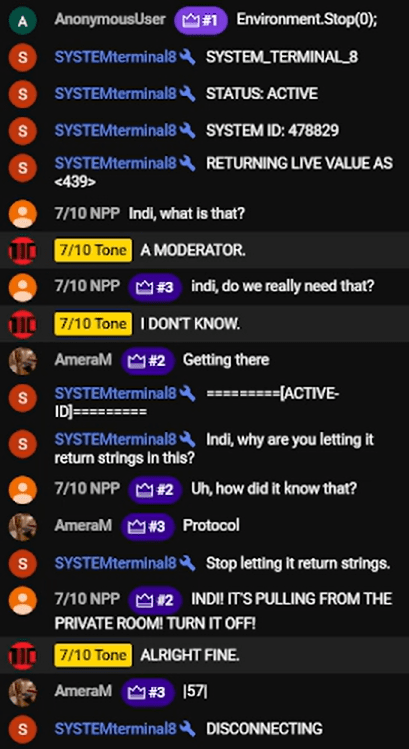 A AnonymousUser #1 Environment.Stop(0);
S SYSTEMterminal8 SYSTEM_TERMINAL_8
S SYSTEMterminal8 STATUS: ACTIVE
S SYSTEMterminal8 SYSTEM ID: 478829
S SYSTEMterminal8 RETURNING LIVE VALUE AS
<439>
7/10 NPP Indi, what is that?
7/10 Tone A MODERATOR.
7/10 NPP #3 indi, do we really need that?
7/10 Tone I DON'T KNOW.
AmeraM #2 Getting there
S SYSTEMterminal8 =========[ACTIVE-
ID]=========
S SYSTEMterminal8 Indi, why are you letting it
return strings in this?
7/10 NPP #2 Uh, how did it know that?
AmeraM #3 Protocol
S SYSTEMterminal8 Stop letting it return strings.
7/10 NPP #2 INDI! IT'S PULLING FROM THE
PRIVATE ROOM! TURN IT OFF!
7/10 Tone ALRIGHT FINE.
AmeraM #3 |57|
S SYSTEMterminal8 DISCONNECTING